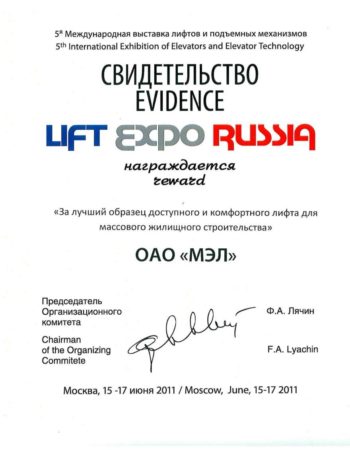 5я Международная выставка лифтов и подъемных механизмов
5th International Exhibition of Elevators and Elevator Technology
СВИДЕТЕЛЬСТВО
EVIDENCE
LIFT EXPO RUSSIA
награждается
reward
«За лучший образец доступного и комфортного лифта для
массового жилищного строительства»
ОАО «МЭЛ»
Председатель
Организационного
комитета
Ф.А. Лячин
Chairman
of the Organizing
Commitete
F.A. Lyachin
Москва, 15 -17 июня 2011 / Moscow, June, 15-17 2011